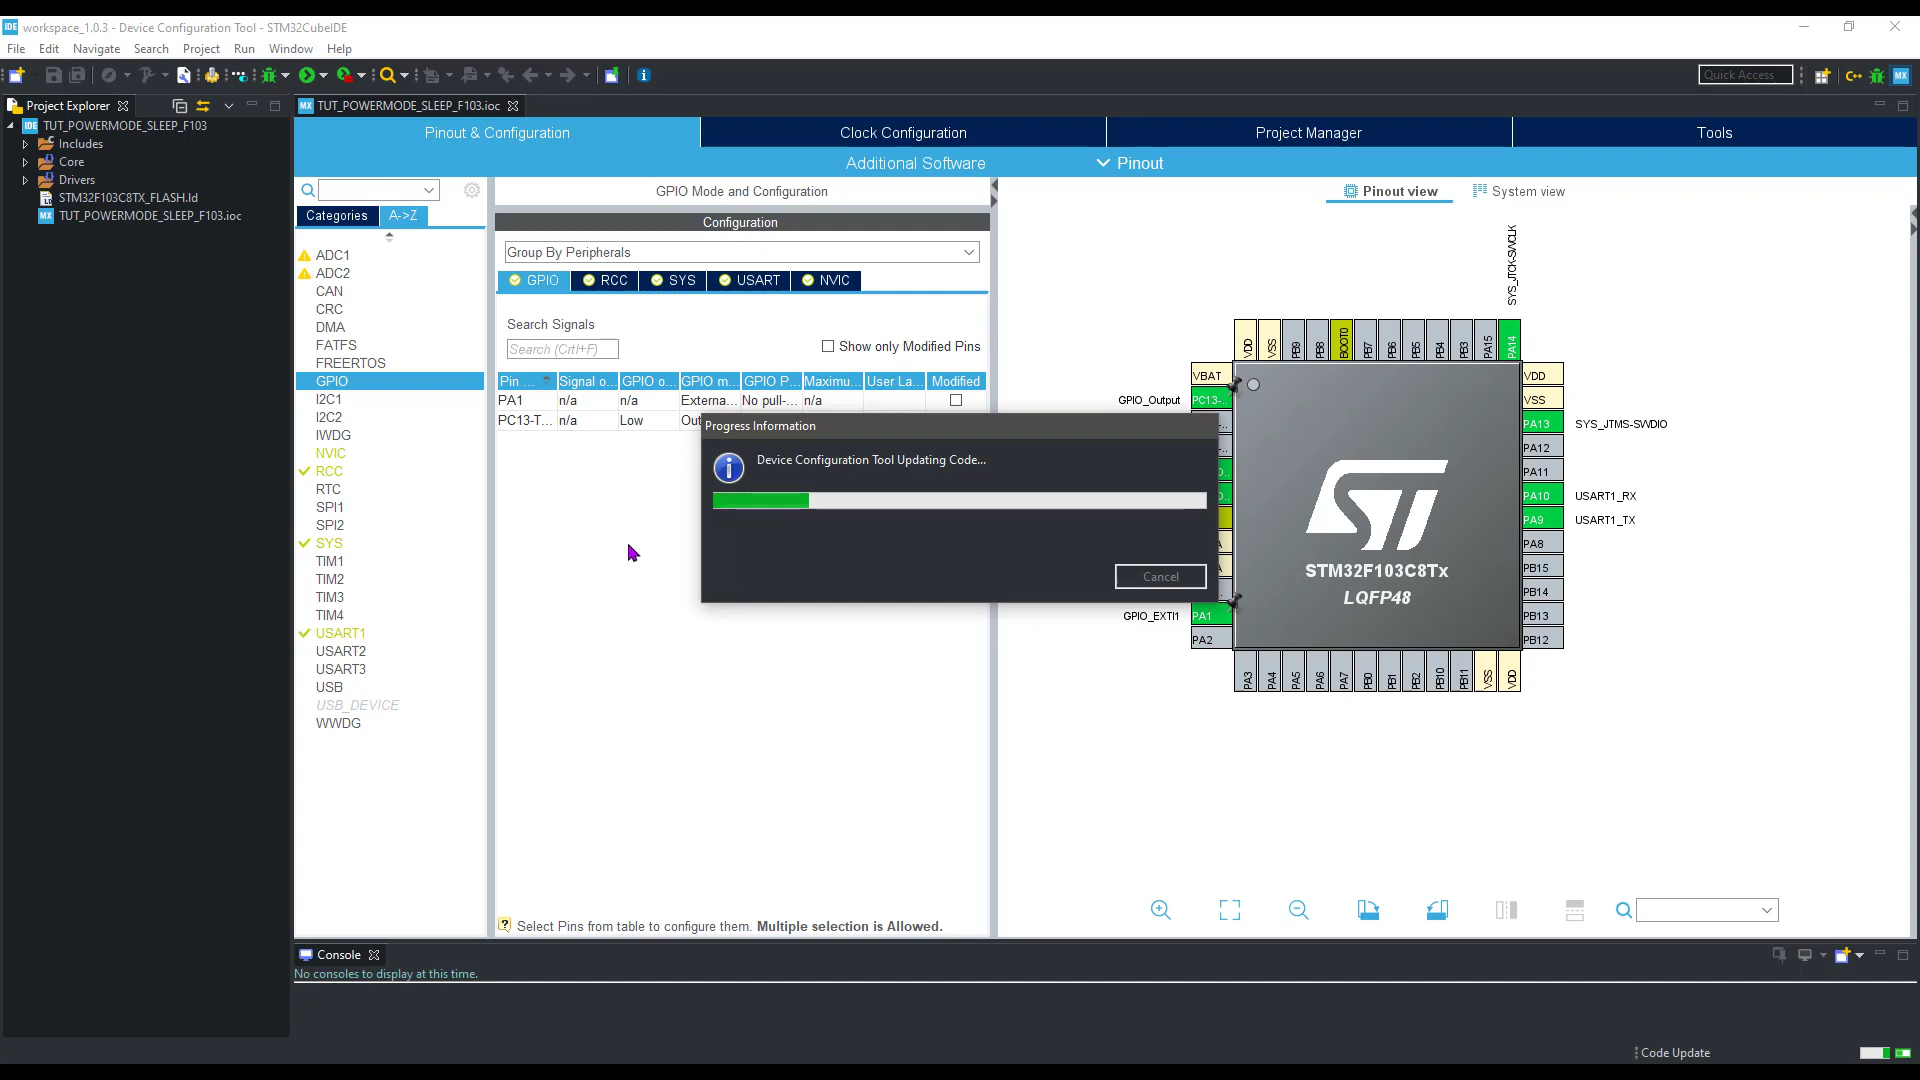 workspace_1.0.3 - Device Configuration Tool - STM32CubeIDE
File Edit Navigate Search Project Run Window Help
Quick Access
Project Explorer
TUT_POWERMODE_SLEEP_F103
Includes
Core
Drivers
STM32F103C8TX_FLASH.ld
TUT_POWERMODE_SLEEP_F103.ioc
TUT_POWERMODE_SLEEP_F103.ioc
Pinout & Configuration
Clock Configuration
Project Manager
Tools
Additional Software
Pinout
Categories
A->Z
ADC1
ADC2
CAN
CRC
DMA
FATFS
FREERTOS
GPIO
I2C1
I2C2
IWDG
NVIC
RCC
RTC
SPI1
SPI2
SYS
TIM1
TIM2
TIM3
TIM4
USART1
USART2
USART3
USB
USB_DEVICE
WWDG
GPIO Mode and Configuration
Configuration
Group By Peripherals
GPIO
RCC
SYS
USART
NVIC
Search Signals
Search (Crtl+F)
Show only Modified Pins
Pin ... Signal o... GPIO o... GPIO m... GPIO P... Maximu... User La... Modified
PA1 n/a n/a Externa... No pull-... n/a
PC13-T... n/a Low Out
Progress Information
Device Configuration Tool Updating Code...
Cancel
Select Pins from table to configure them. Multiple selection is Allowed.
Pinout view
System view
SYS_JTCK-SWCLK
VDD
VSS
PB9
PB8
BOOT0
PB7
PB6
PB5
PB4
PB3
PA15
PA14
VBAT
GPIO_Output
PC13-..
GPIO_EXTI1
PA1
PA2
ST
STM32F103C8Tx
LQFP48
VDD
VSS
PA13 SYS_JTMS-SWDIO
PA12
PA11
PA10 USART1_RX
PA9 USART1_TX
PA8
PB15
PB14
PB13
PB12
PA3
PA4
PA5
PA6
PA7
PB0
PB1
PB2
PB10
PB11
VSS
VDD
Console
No consoles to display at this time.
Code Update